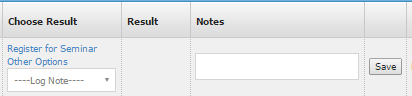 Choose Result Result Notes
Register for Seminar
Other Options
----Log Note----
Save